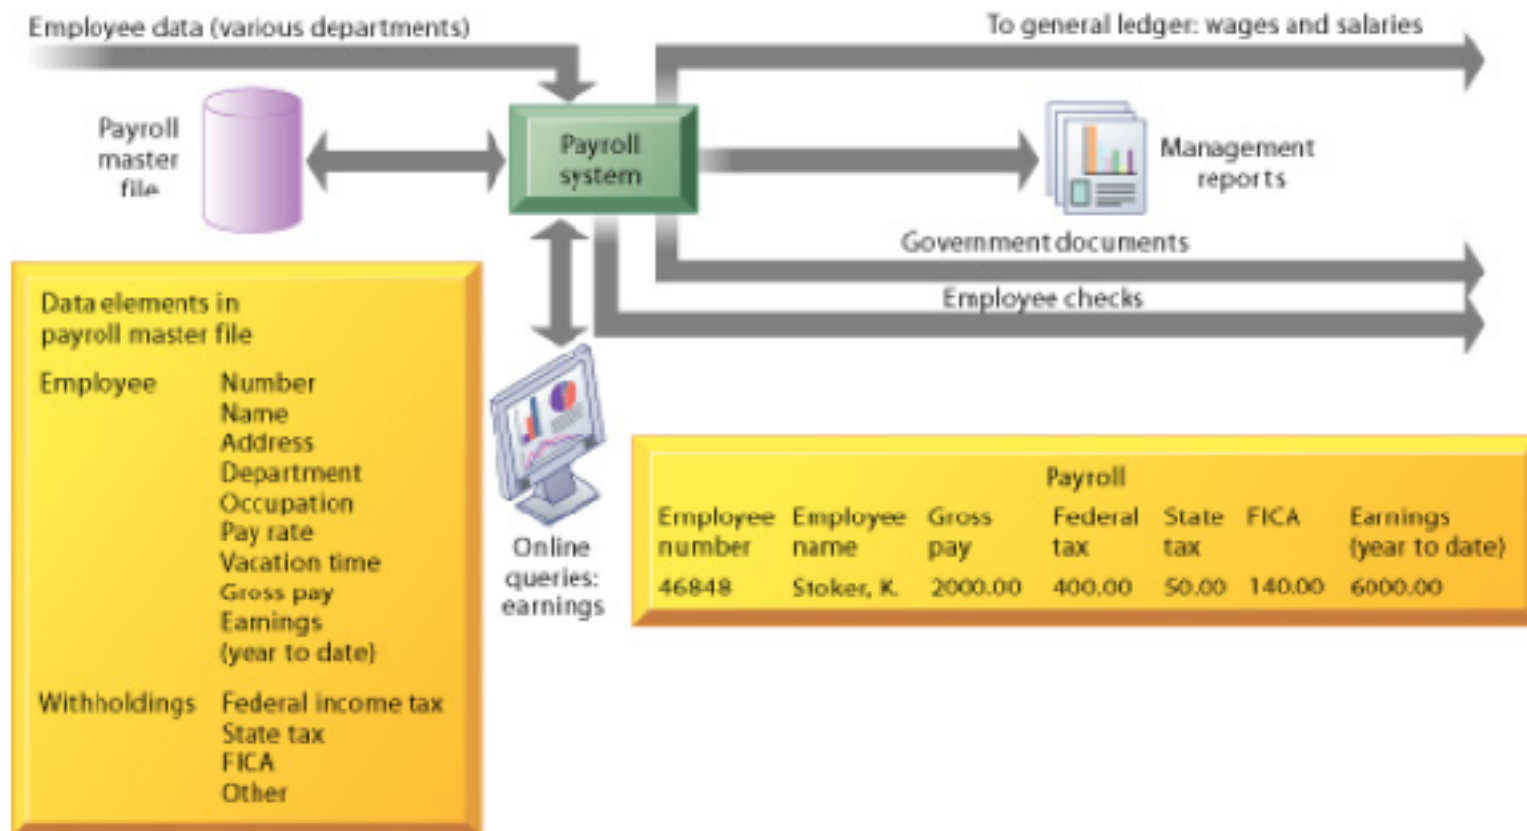 Employee data (various departments)
To general ledger: wages and salaries
Payroll
master
file
Payroll
system
Management
reports
Government documents
Employee checks
Data elements in
payroll master file
Employee Number
Name
Address
Department
Occupation
Pay rate
Vacation time
Gross pay
Earnings
(year to date)
Withholdings Federal income tax
State tax
FICA
Other
Online
queries:
earnings
Payroll
Employee Employee Gross Federal State FICA Earnings
number name pay tax tax (year to date)
46848 Stoker, K. 2000.00 400.00 50.00 140.00 6000.00